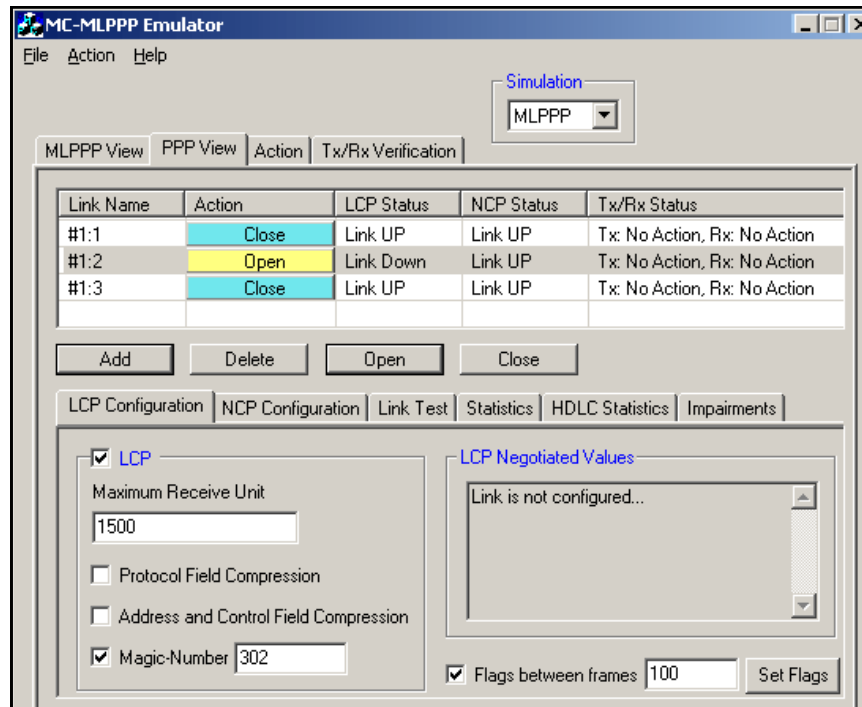 MC-MLPPP Emulator
File Action Help
Simulation
MLPPP
MLPPP View PPP View Action Tx/Rx Verification
Link Name Action LCP Status NCP Status Tx/Rx Status
#1:1 Close Link UP Link UP Tx: No Action, Rx: No Action
#1:2 Open Link Down Link UP Tx: No Action, Rx: No Action
#1:3 Close Link UP Link UP Tx: No Action, Rx: No Action
Add Delete Open Close
LCP Configuration NCP Configuration Link Test Statistics HDLC Statistics Impairments
LCP
Maximum Receive Unit
1500
Protocol Field Compression
Address and Control Field Compression
Magic-Number 302
LCP Negotiated Values
Link is not configured...
Flags between frames 100 Set Flags